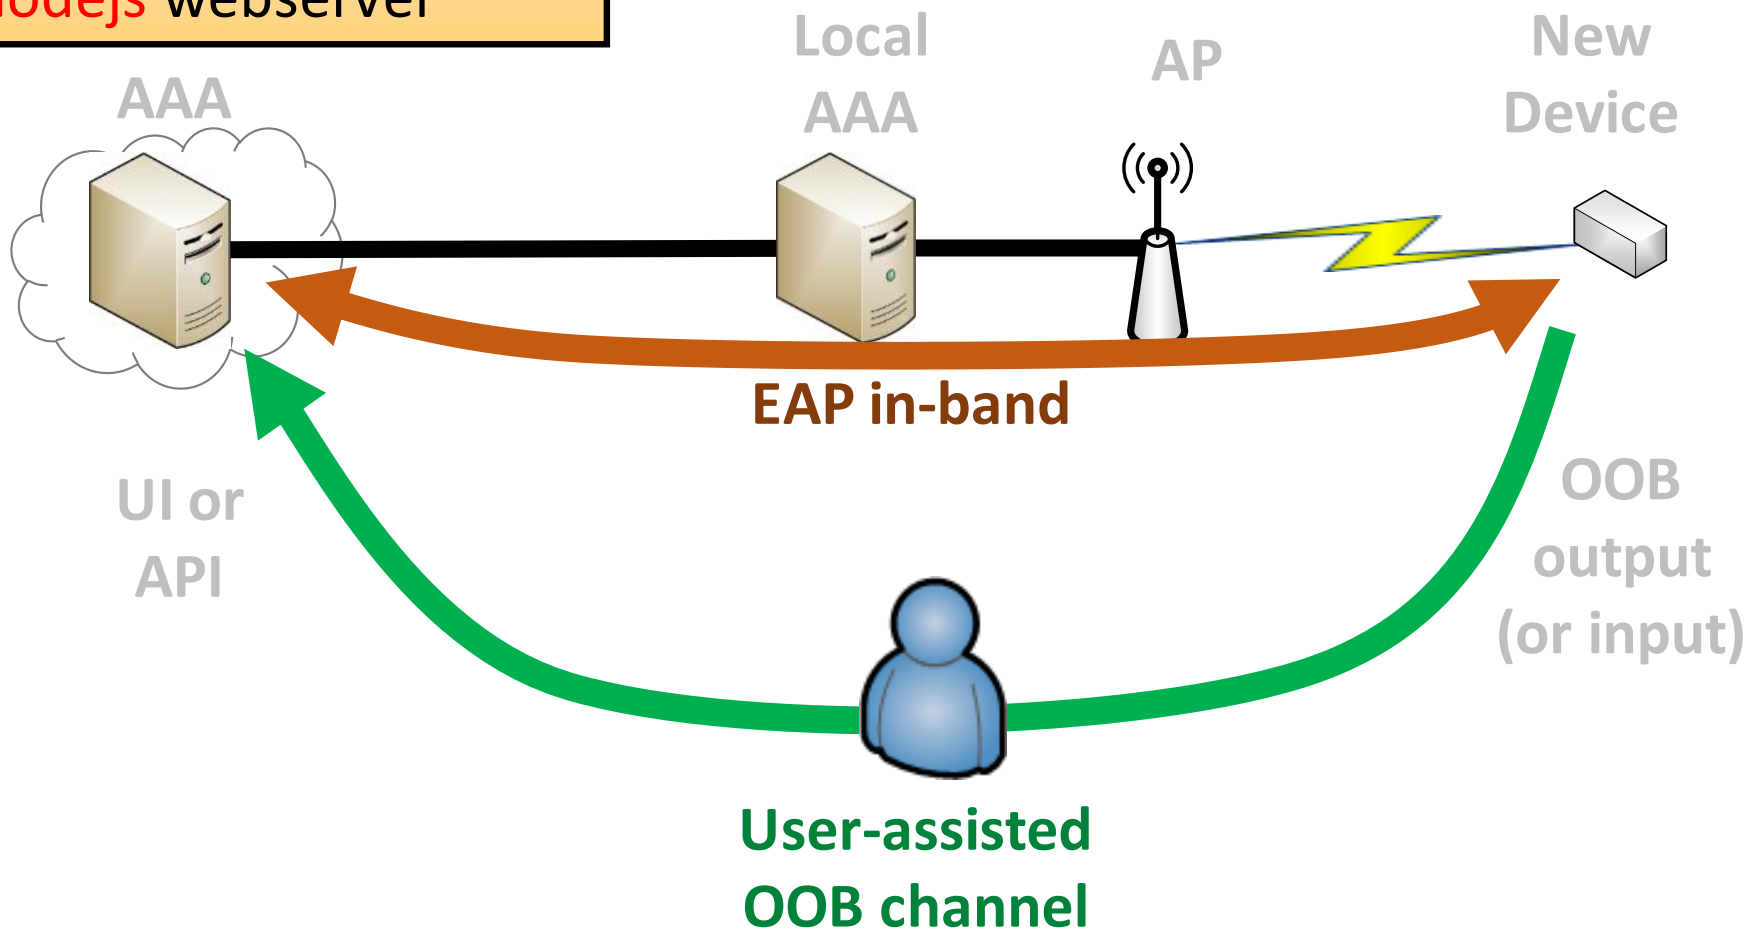 webserver
AAA
Local
AAA
AP
New
Device
EAP in-band
UI or
API
OOB
output
(or input)
User-assisted
OOB channel